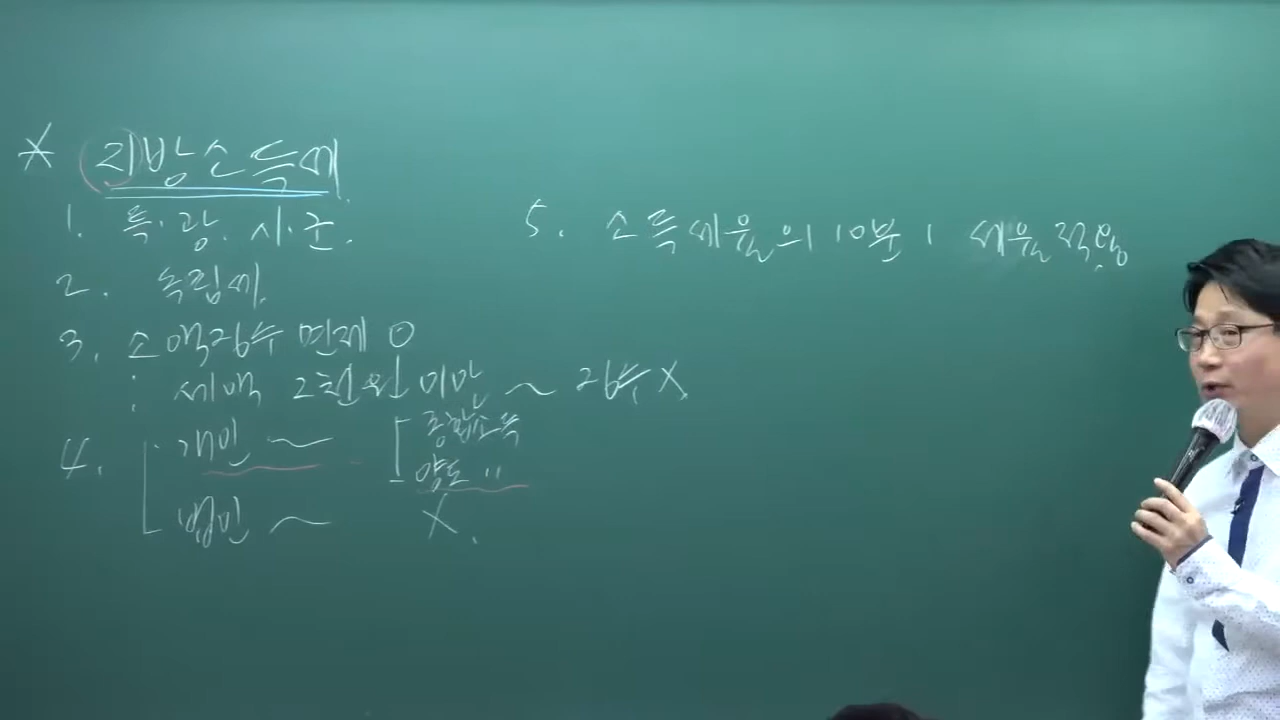 지방소득세
1. 특·광. 시·군.
2. 독립세.
3. 소액징수 면제 O
: 세액 2천원 미만 ~ 징수 X.
4. 개인 ~ 종합소득
양도 "
법인 ~ X.
5. 소득세율의 10분 1 세율 적용.